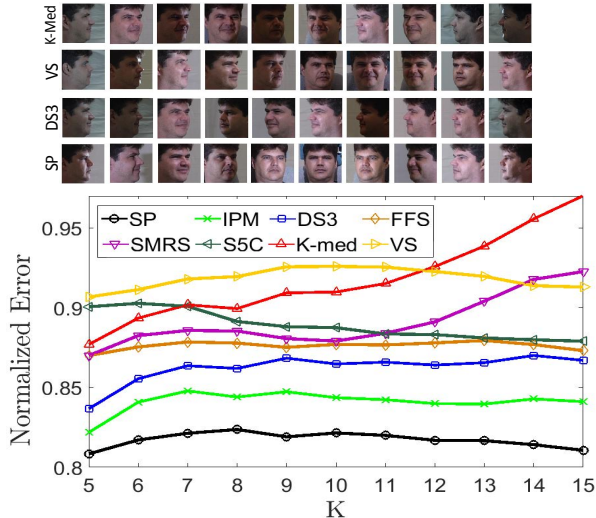 K-Med
VS
DS3
SP
SP IPM DS3 FFS
SMRS S5C K-med VS
0.95
0.9
0.85
0.8
Normalized Error
5 6 7 8 9 10 11 12 13 14 15
K